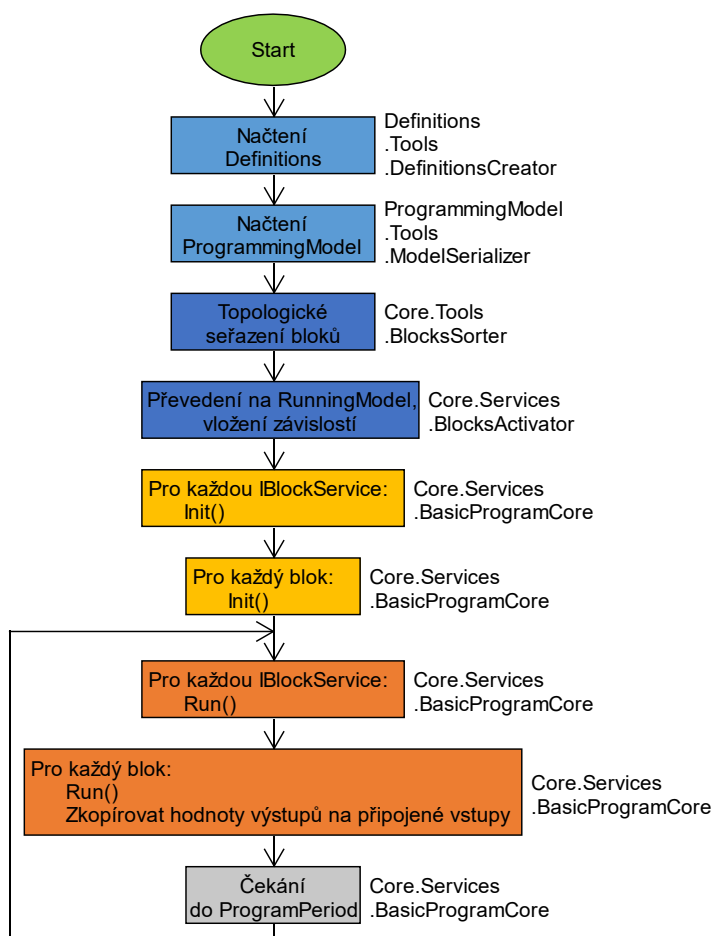 Start
Načtení
Definitions
Definitions
.Tools
.DefinitionsCreator
Načtení
ProgrammingModel
ProgrammingModel
.Tools
.ModelSerializer
Topologické
seřazení bloků
Core.Tools
.BlocksSorter
Převedení na RunningModel,
vložení závislostí
Core.Services
.BlocksActivator
Pro každou IBlockService:
Init()
Core.Services
.BasicProgramCore
Pro každý blok:
Init()
Core.Services
.BasicProgramCore
Pro každou IBlockService:
Run()
Core.Services
.BasicProgramCore
Pro každý blok:
Run()
Zkopírovat hodnoty výstupů na připojené vstupy
Core.Services
.BasicProgramCore
Čekání
do ProgramPeriod
Core.Services
.BasicProgramCore